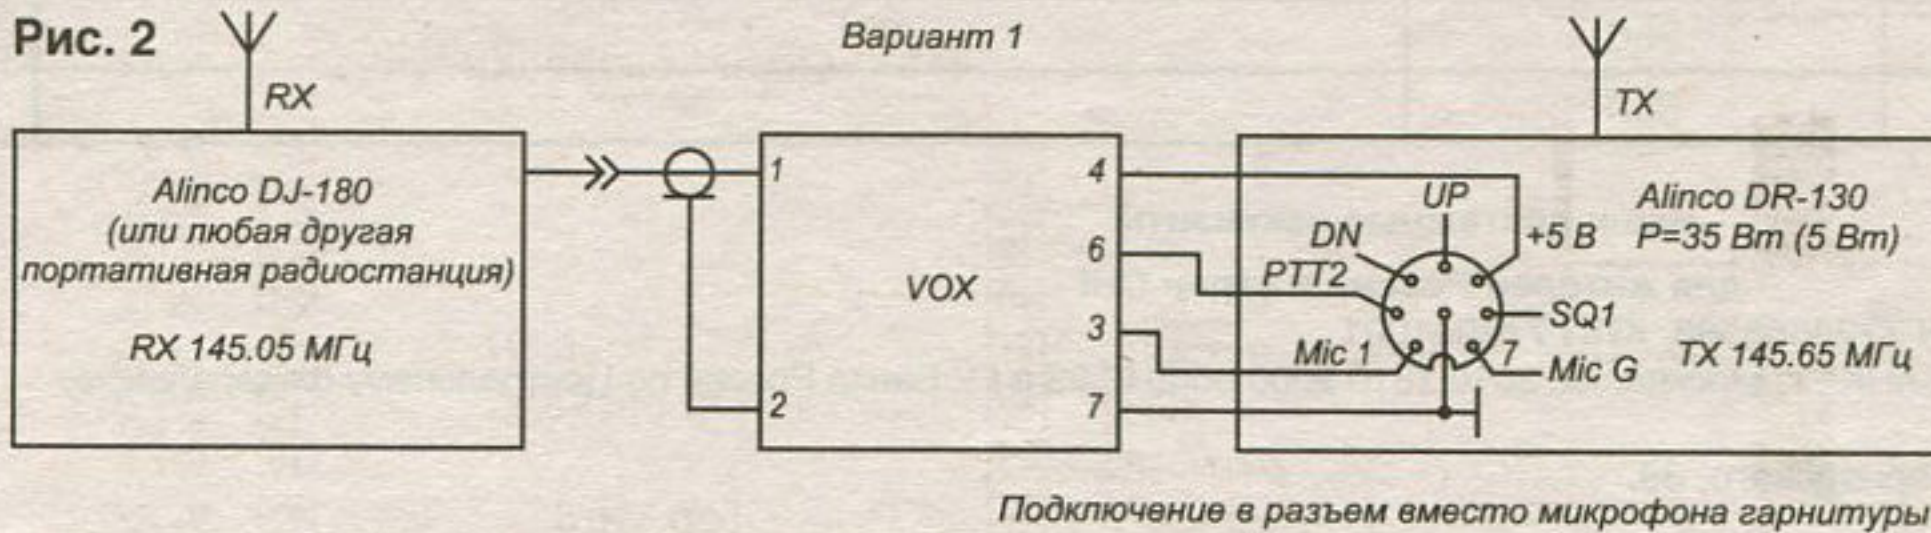 Рис. 2
Вариант 1
RX
TX
Alinco DJ-180
(или любая другая
портативная радиостанция)
RX 145.05 МГц
1
2
VOX
4
6
3
7
UP
DN
+5 В
PTT2
SQ1
Mic 1
7
Mic G
Alinco DR-130
P=35 Вт (5 Вт)
TX 145.65 МГц
Подключение в разъем вместо микрофона гарнитуры